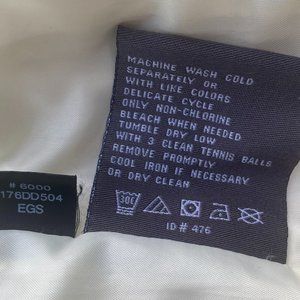 MACHINE WASH COLD
SEPARATELY OR
WITH LIKE COLORS
DELICATE CYCLE
ONLY NON-CHLORINE
BLEACH WHEN NEEDED
TUMBLE DRY LOW
WITH 3 CLEAN TENNIS BALLS
REMOVE PROMPTLY
COOL IRON IF NECESSARY
OR DRY CLEAN
30C
ID # 476
# 6000
176DD504
EGS